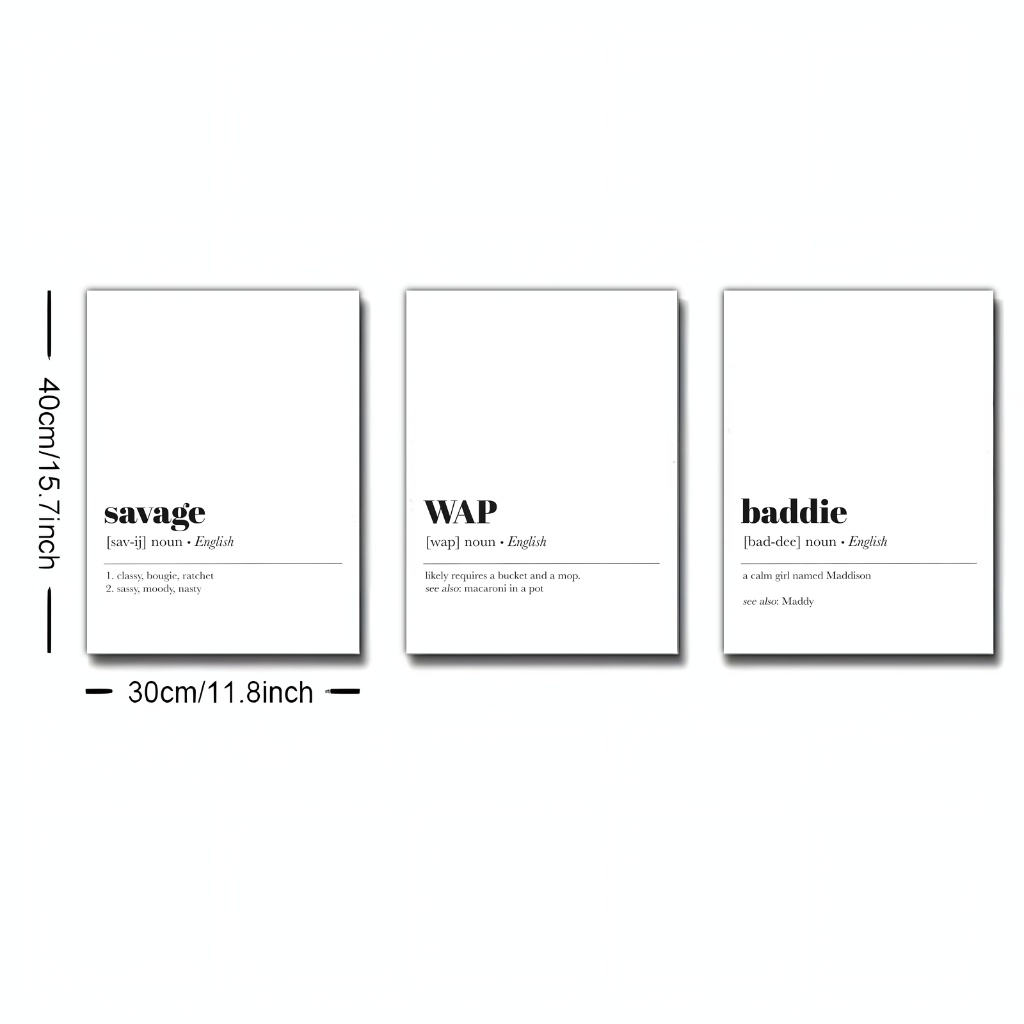 40cm/15.7inch
savage
[sav-ij] noun • English
1. classy, bougie, ratchet
2. sassy, moody, nasty
WAP
[wap] noun • English
likely requires a bucket and a mop.
see also: macaroni in a pot
baddie
[bad-dee] noun • English
a calm girl named Maddison
see also: Maddy
30cm/11.8inch